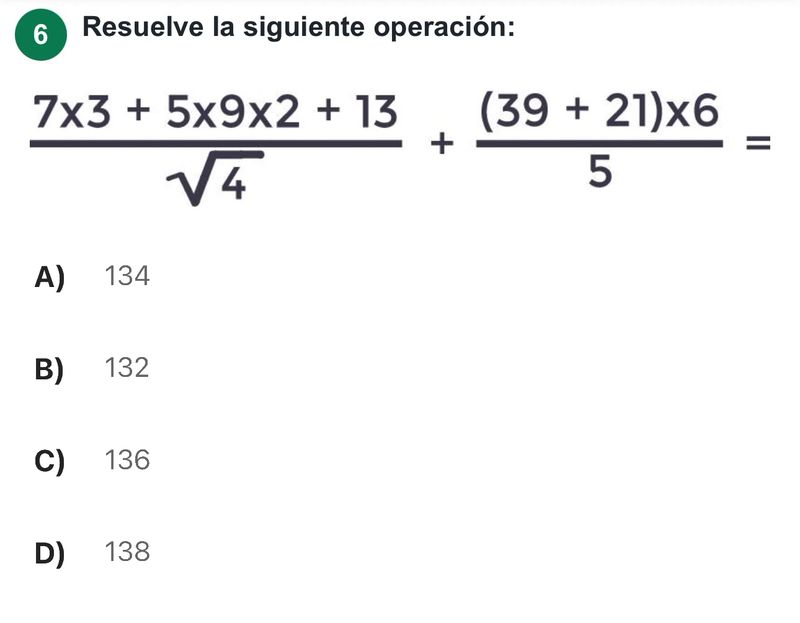 6 Resuelve la siguiente operación:
7x3 + 5x9x2 + 13 (39 + 21)x6
+ =
√4 5
A) 134
B) 132
C) 136
D) 138